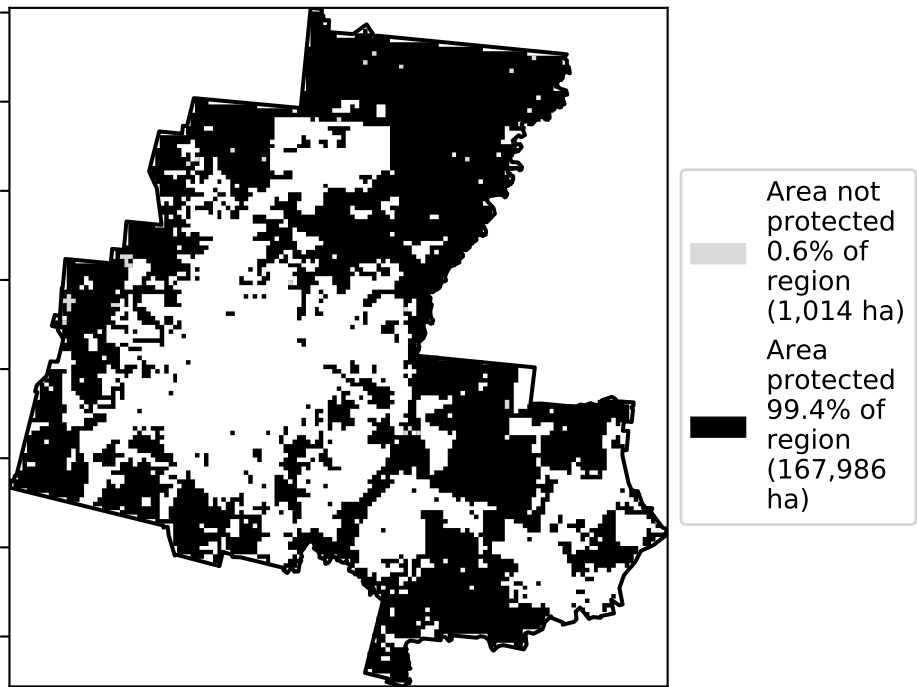 Area not
protected
0.6% of
region
(1,014 ha)
Area
protected
99.4% of
region
(167,986
ha)